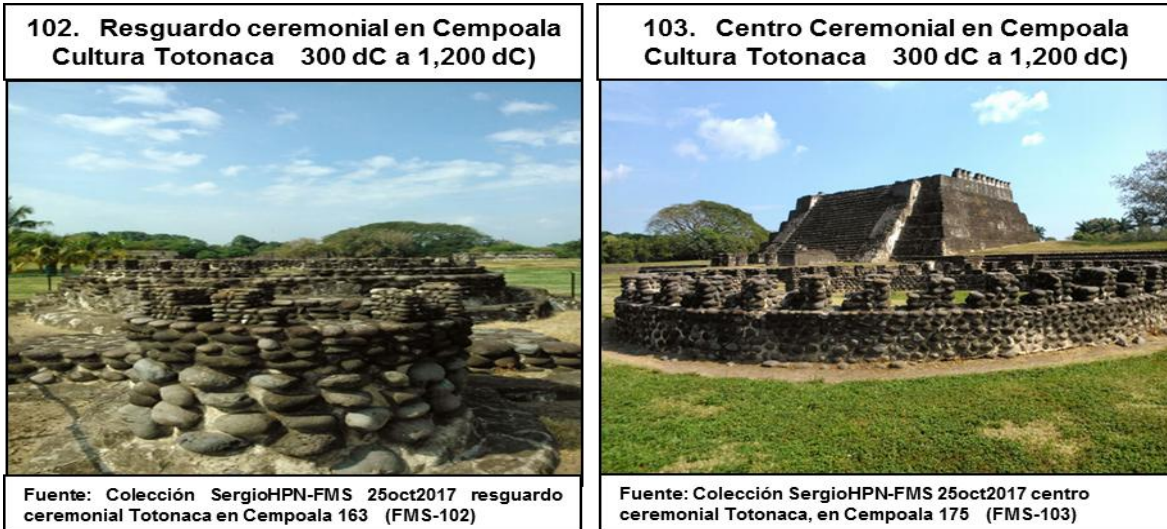 102. Resguardo ceremonial en Cempoala
Cultura Totonaca 300 dC a 1,200 dC)
103. Centro Ceremonial en Cempoala
Cultura Totonaca 300 dC a 1,200 dC)
Fuente: Colección SergioHPN-FMS 25oct2017 resguardo
ceremonial Totonaca en Cempoala 163 (FMS-102)
Fuente: Colección SergioHPN-FMS 25oct2017 centro
ceremonial Totonaca, en Cempoala 175 (FMS-103)